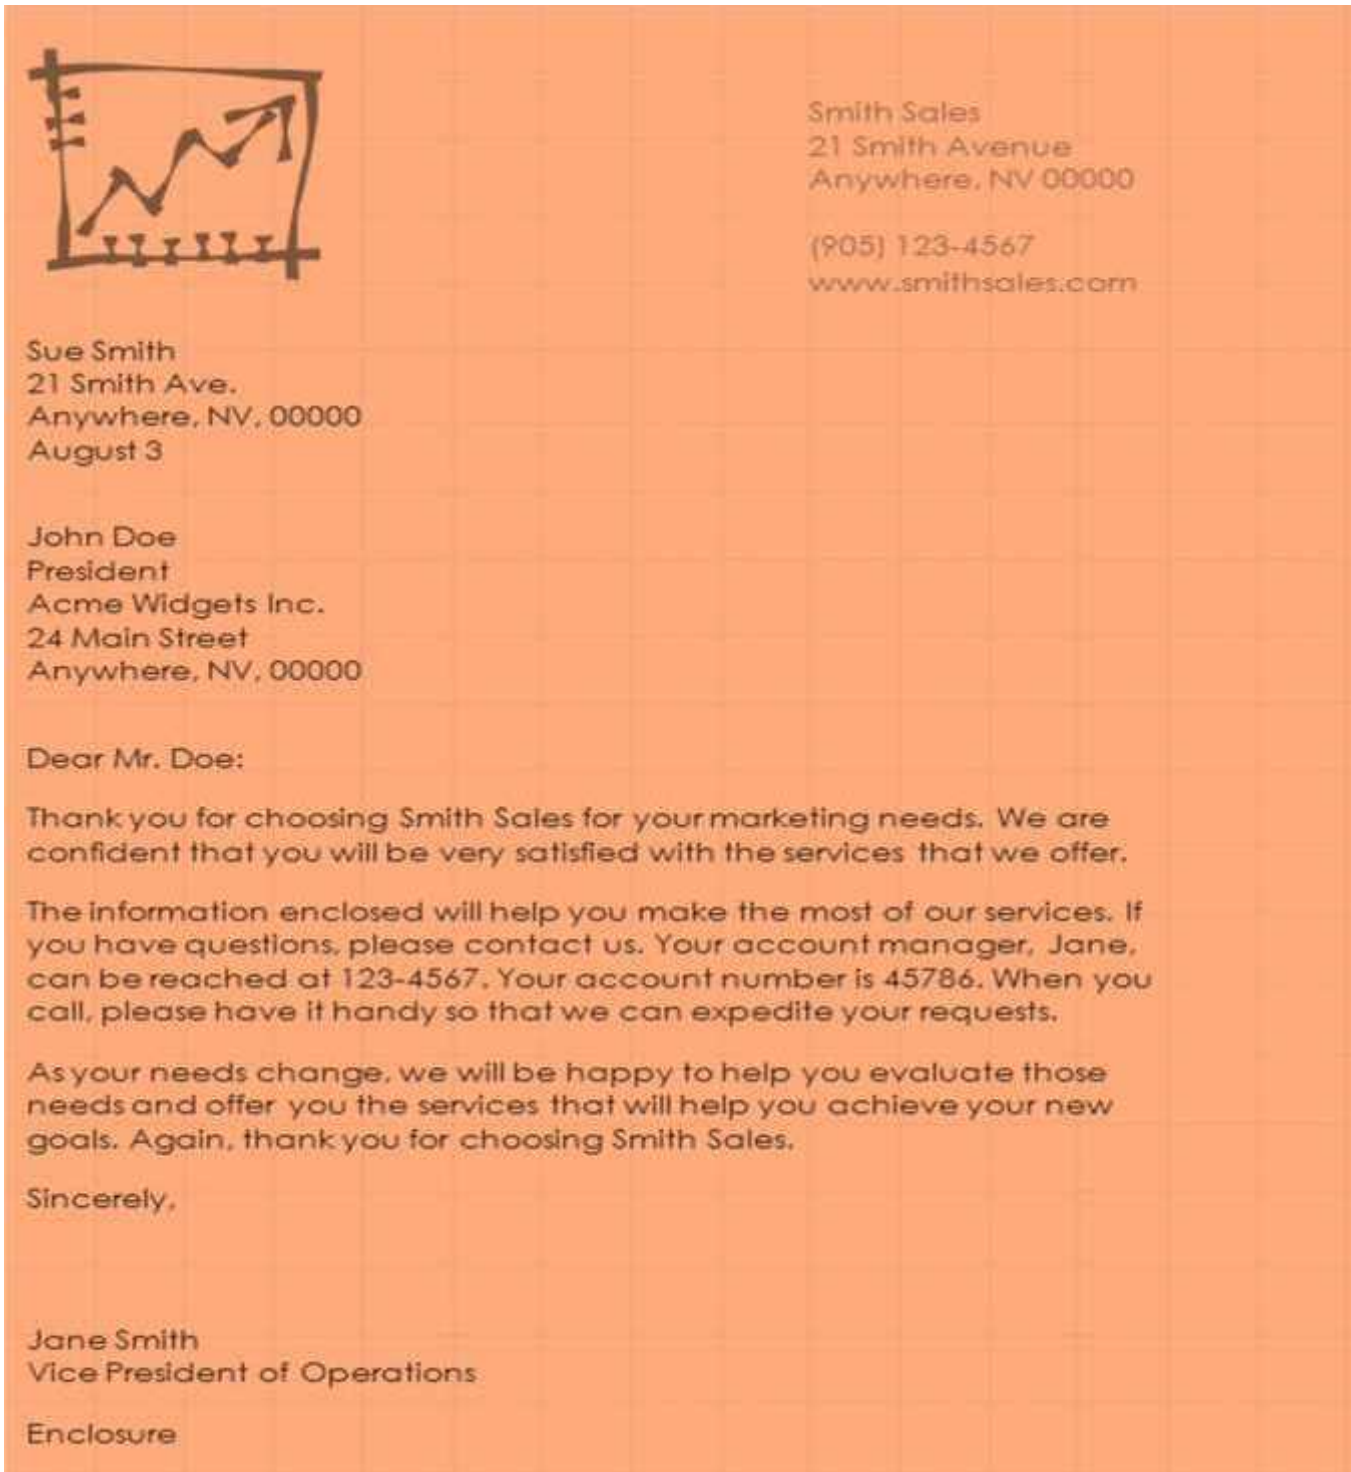 Smith Sales
21 Smith Avenue
Anywhere, NV 00000
(905) 123-4567
www.smithsales.com
Sue Smith
21 Smith Ave.
Anywhere, NV, 00000
August 3
John Doe
President
Acme Widgets Inc.
24 Main Street
Anywhere, NV, 00000
Dear Mr. Doe:
Thank you for choosing Smith Sales for your marketing needs. We are
confident that you will be very satisfied with the services that we offer.
The information enclosed will help you make the most of our services. If
you have questions, please contact us. Your account manager, Jane,
can be reached at 123-4567. Your account number is 45786. When you
call, please have it handy so that we can expedite your requests.
As your needs change, we will be happy to help you evaluate those
needs and offer you the services that will help you achieve your new
goals. Again, thank you for choosing Smith Sales.
Sincerely,
Jane Smith
Vice President of Operations
Enclosure